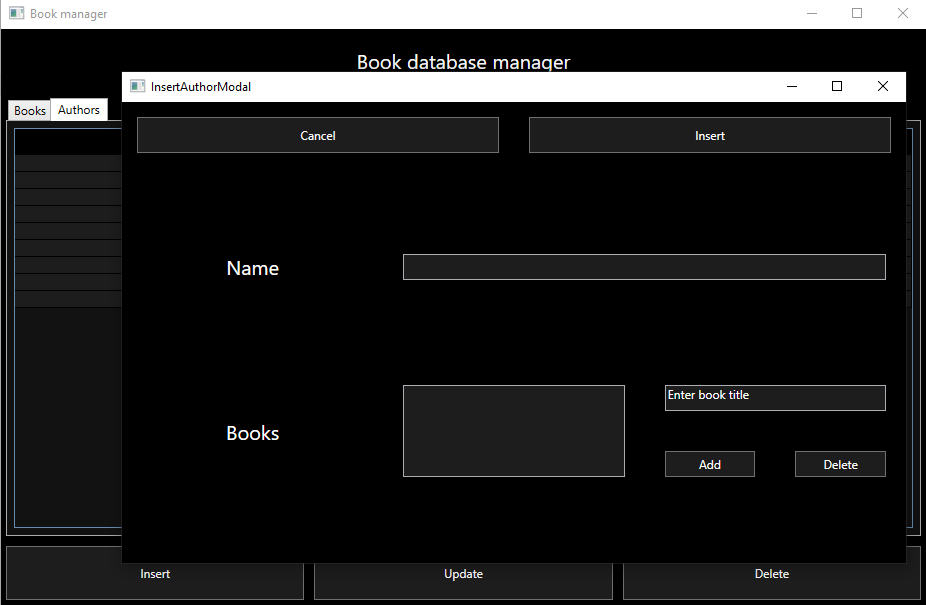 Book manager
Book database manager
InsertAuthorModal
Books Authors
Cancel Insert
Name
Enter book title
Books
Add Delete
Insert Update Delete